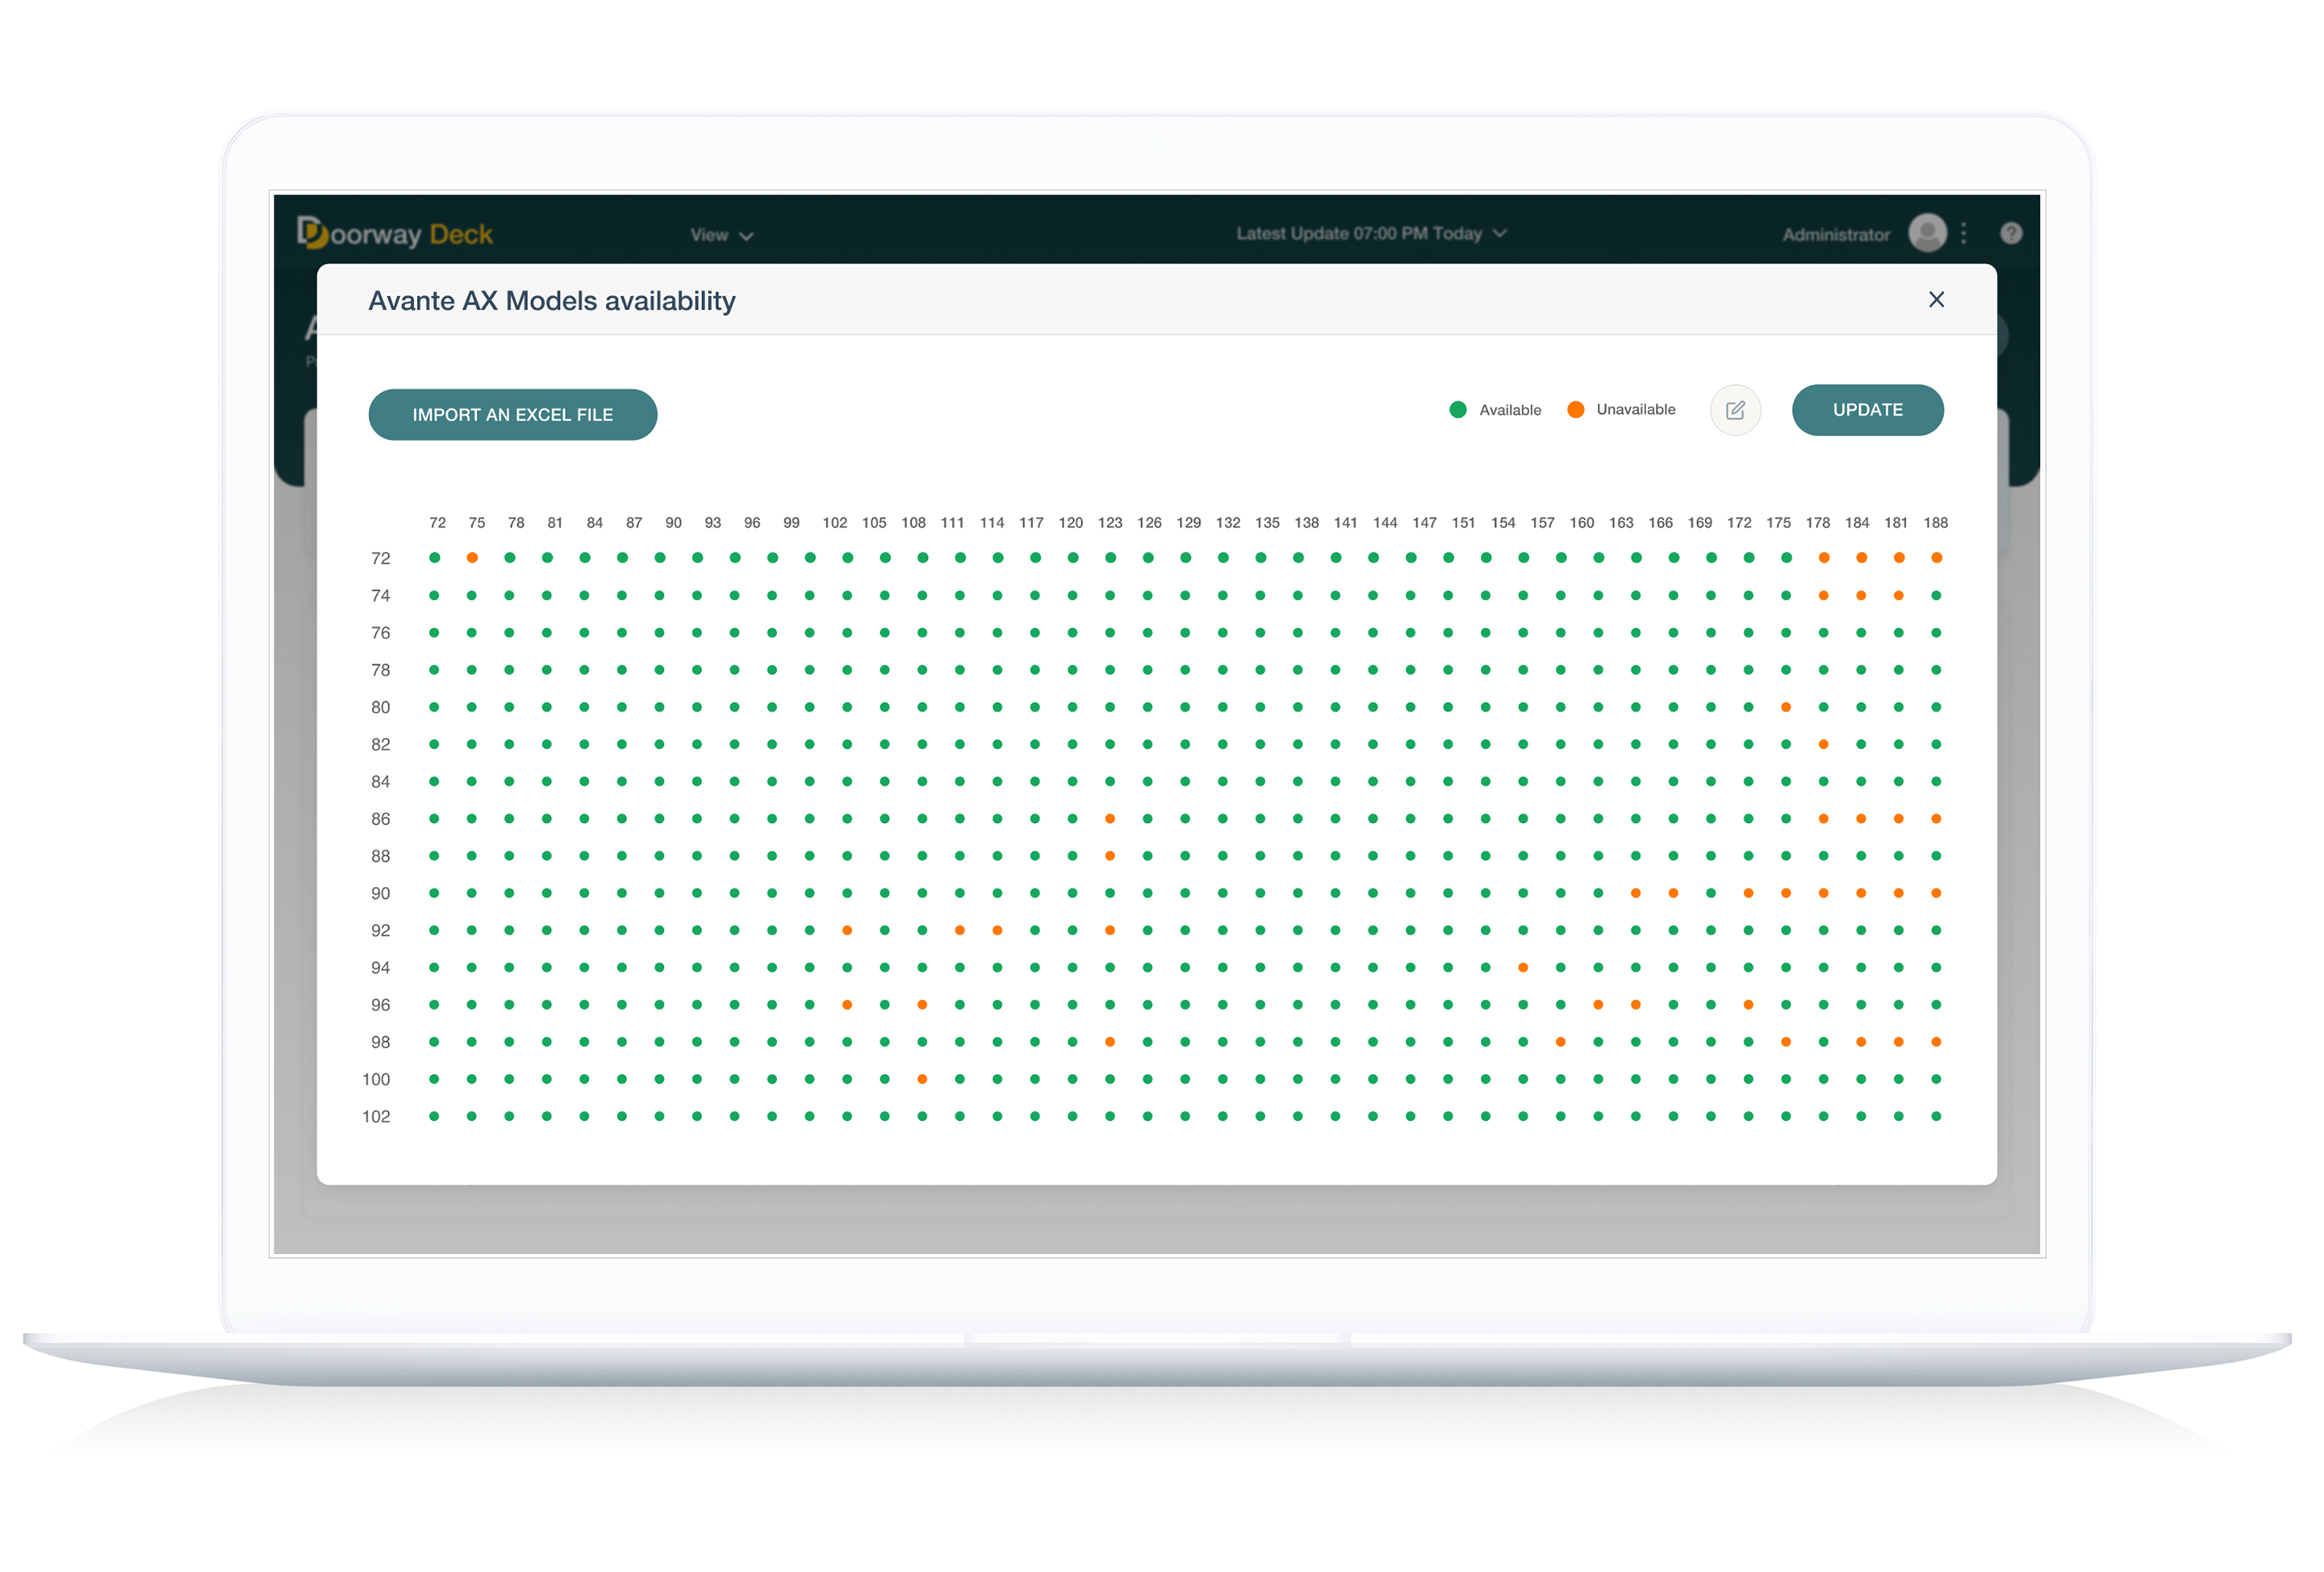 Doorway Deck
View
Latest Update 07:00 PM Today
Administrator
?
Avante AX Models availability
IMPORT AN EXCEL FILE
Available
Unavailable
UPDATE
72 75 78 81 84 87 90 93 96 99 102 105 108 111 114 117 120 123 126 129 132 135 138 141 144 147 151 154 157 160 163 166 169 172 175 178 184 181 188
72
74
76
78
80
82
84
86
88
90
92
94
96
98
100
102